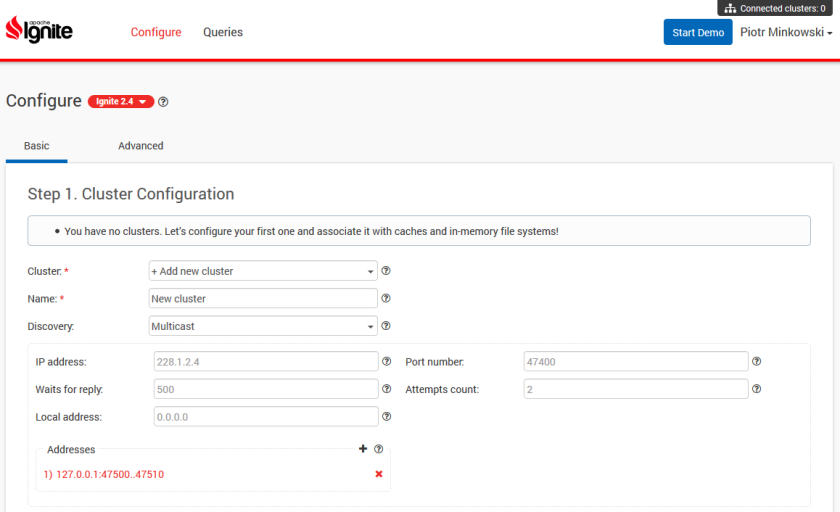 Connected clusters: 0
apache
Ignite
Configure Queries Start Demo Piotr Minkowski
Configure Ignite 2.4
Basic Advanced
Step 1. Cluster Configuration
• You have no clusters. Let's configure your first one and associate it with caches and in-memory file systems!
Cluster: * + Add new cluster
Name: * New cluster
Discovery: Multicast
IP address: 228.1.2.4 Port number: 47400
Waits for reply: 500 Attempts count: 2
Local address: 0.0.0.0
Addresses
1) 127.0.0.1:47500..47510